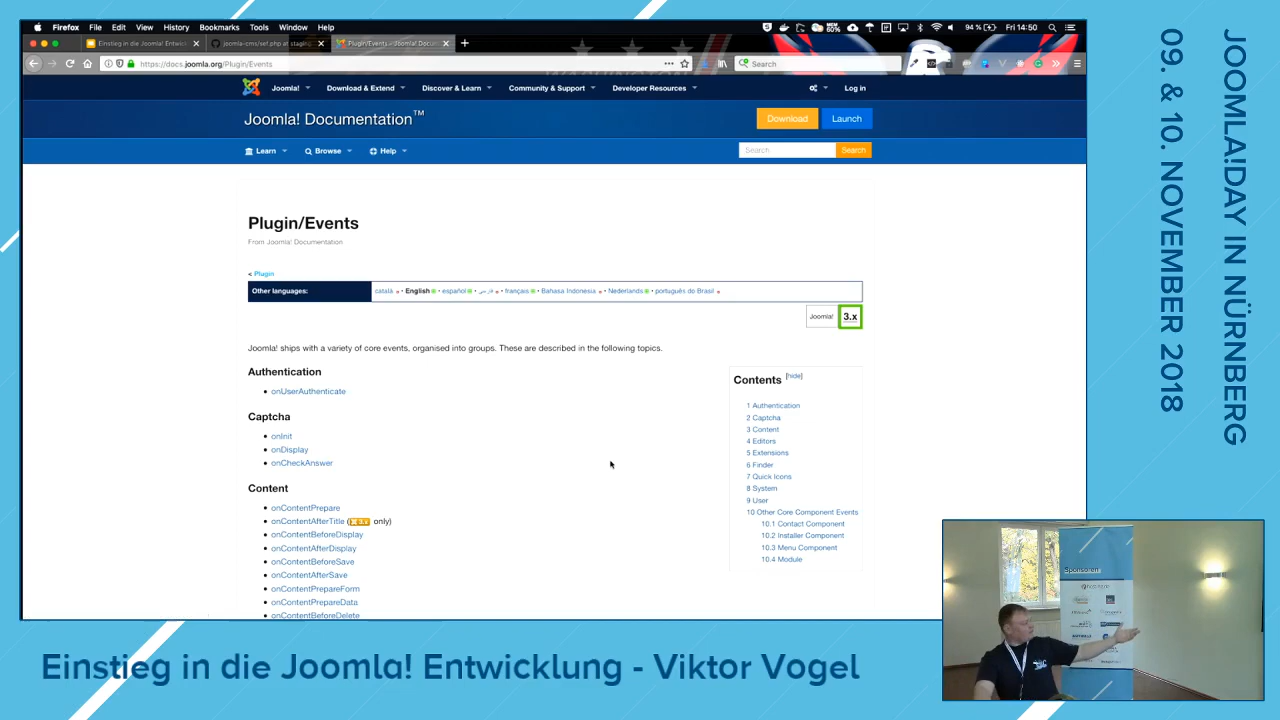 Firefox File Edit View History Bookmarks Tools Window Help
94 % Fri 14:50
Einstieg in die Joomla! Entwickl
joomla-cms/sef.php at staging
Plugin/Events - Joomla! Docu
https://docs.joomla.org/Plugin/Events
Search
Joomla! Download & Extend Discover & Learn Community & Support Developer Resources Log in
Joomla! Documentation™
Download Launch
Learn Browse Help
Search Search
Plugin/Events
From Joomla! Documentation
< Plugin
Other languages: català • English • español • فارسی • français • Bahasa Indonesia • Nederlands • português do Brasil
Joomla! 3.x
Joomla! ships with a variety of core events, organised into groups. These are described in the following topics.
Authentication
onUserAuthenticate
Captcha
onInit
onDisplay
onCheckAnswer
Content
onContentPrepare
onContentAfterTitle ( only)
onContentBeforeDisplay
onContentAfterDisplay
onContentBeforeSave
onContentAfterSave
onContentPrepareForm
onContentPrepareData
onContentBeforeDelete
Contents [hide]
1 Authentication
2 Captcha
3 Content
4 Editors
5 Extensions
6 Finder
7 Quick Icons
8 System
9 User
10 Other Core Component Events
10.1 Contact Component
10.2 Installer Component
10.3 Menu Component
10.4 Module
JOOMLA!DAY IN NÜRNBERG
09. & 10. NOVEMBER 2018
Sponsoren
Einstieg in die Joomla! Entwicklung - Viktor Vogel